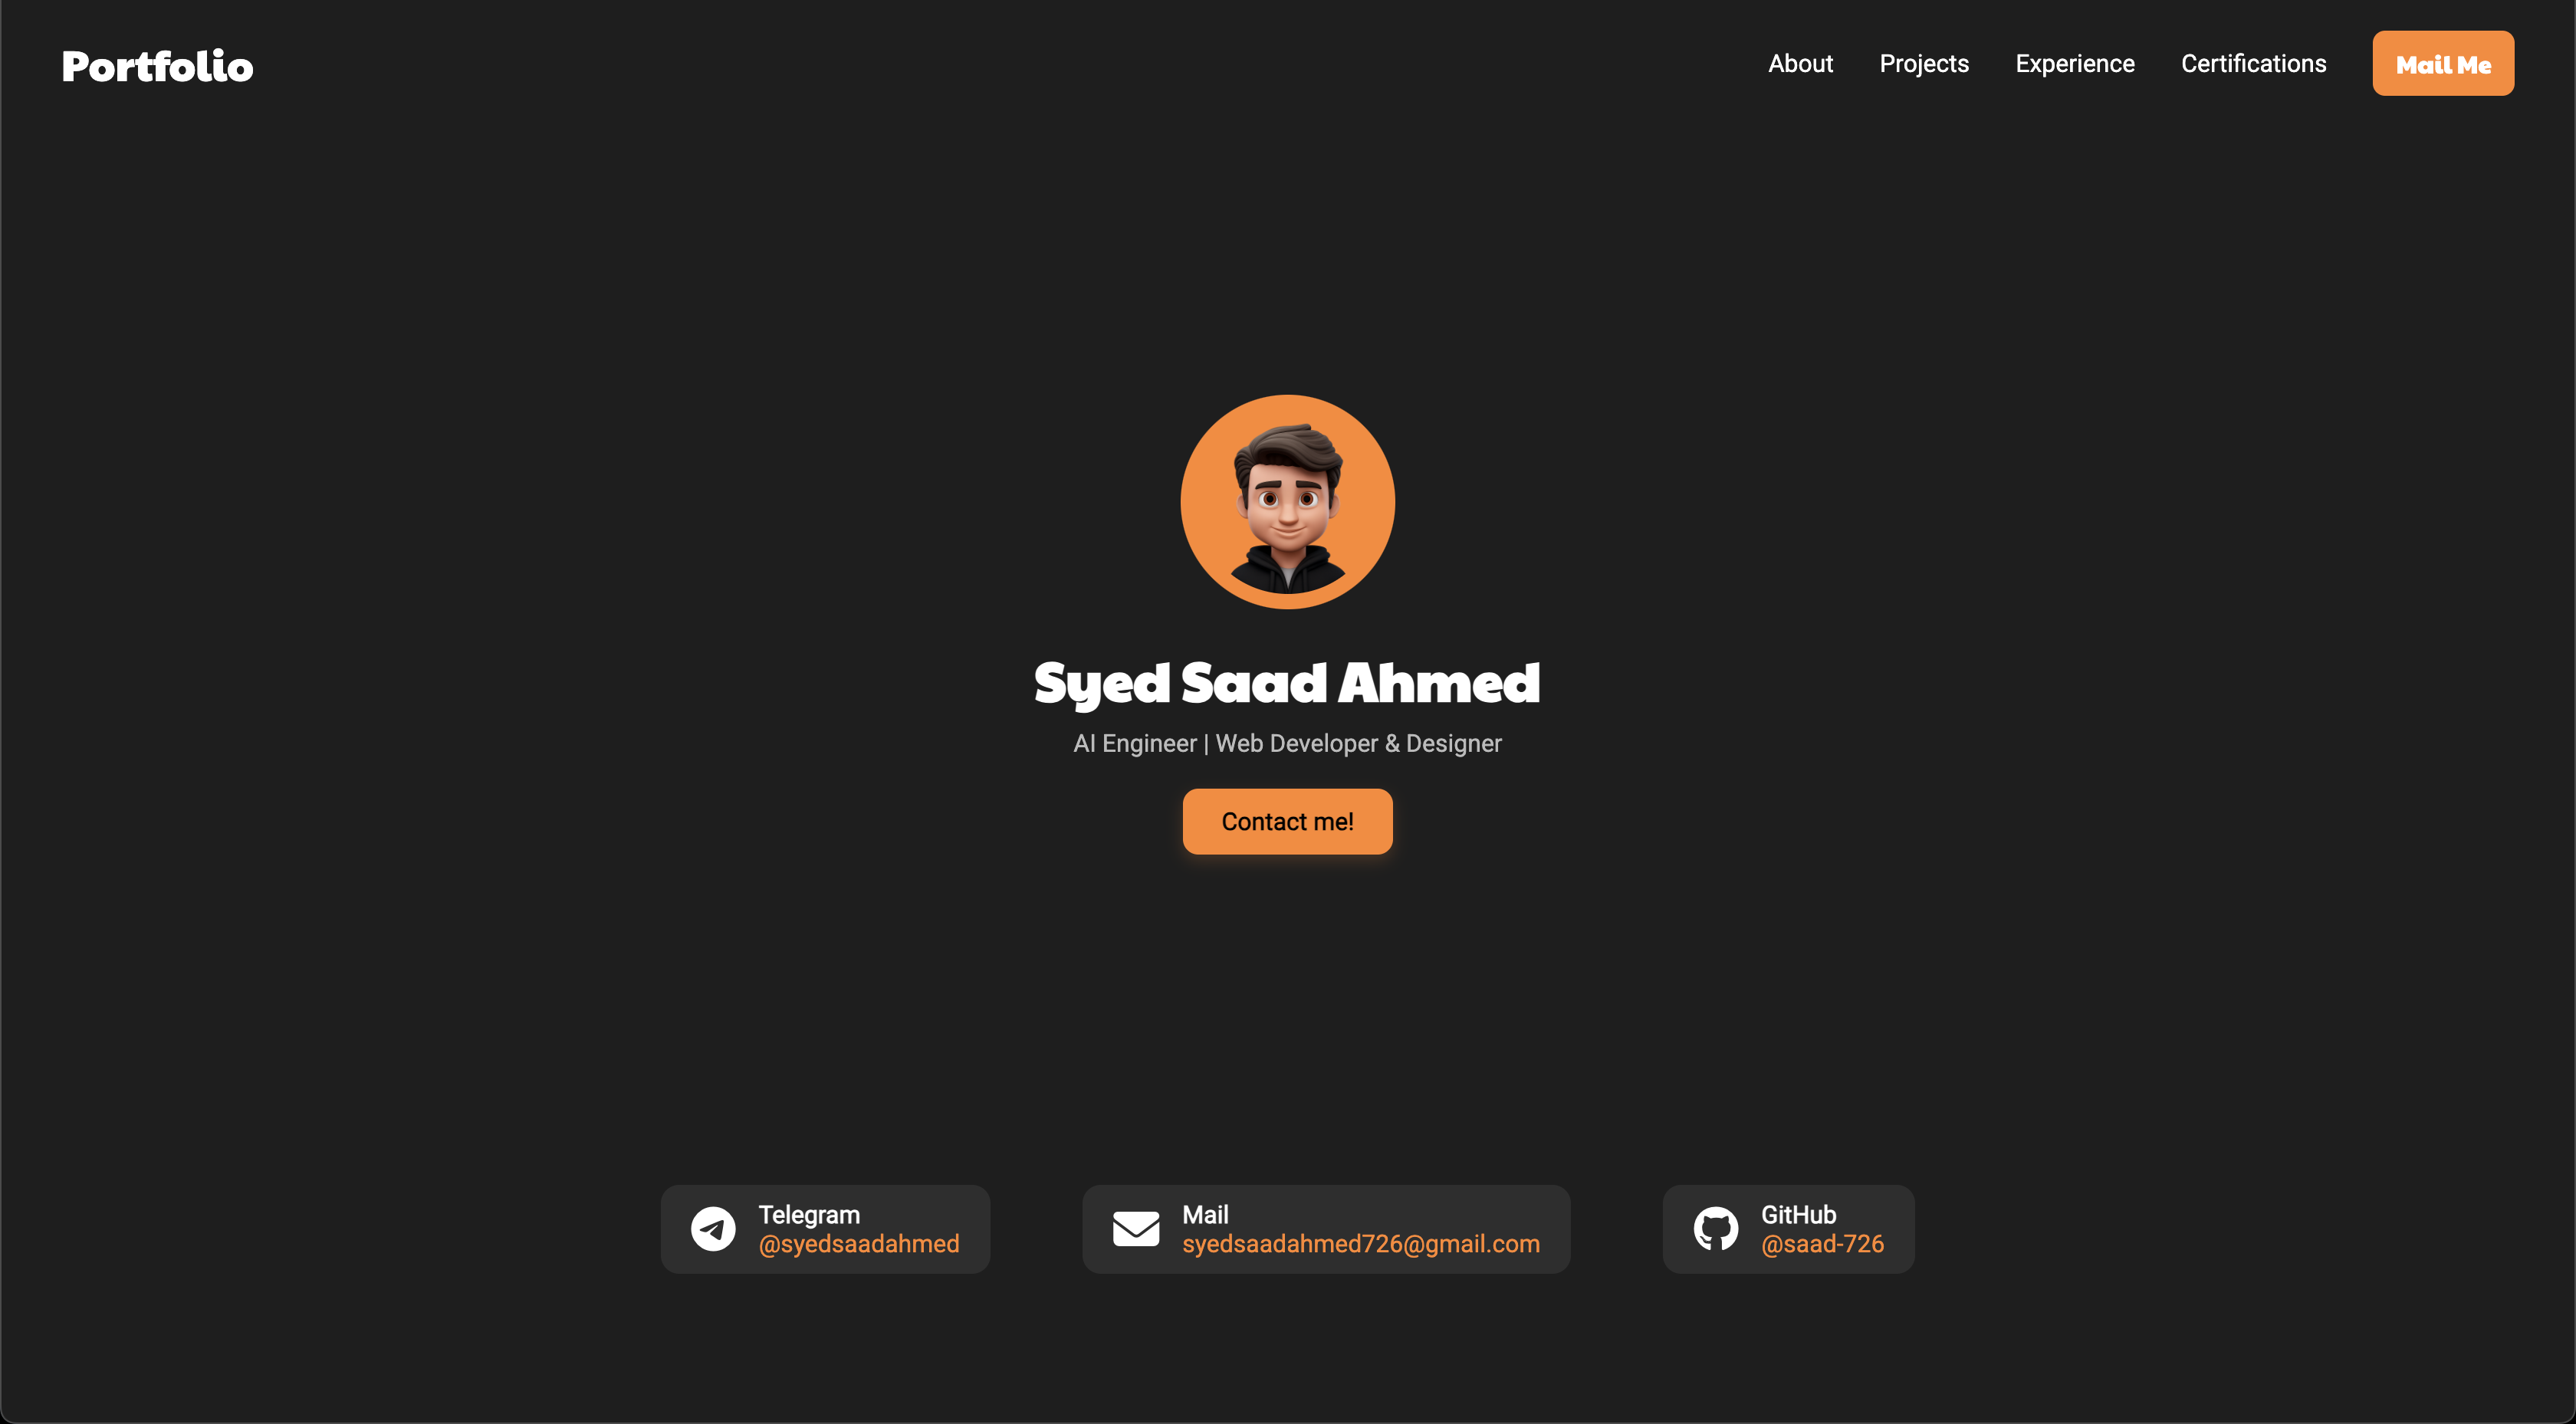 Portfolio
About
Projects
Experience
Certifications
Mail Me
Syed Saad Ahmed
AI Engineer | Web Developer & Designer
Contact me!
Telegram
@syedsaadahmed
Mail
syedsaadahmed726@gmail.com
GitHub
@saad-726